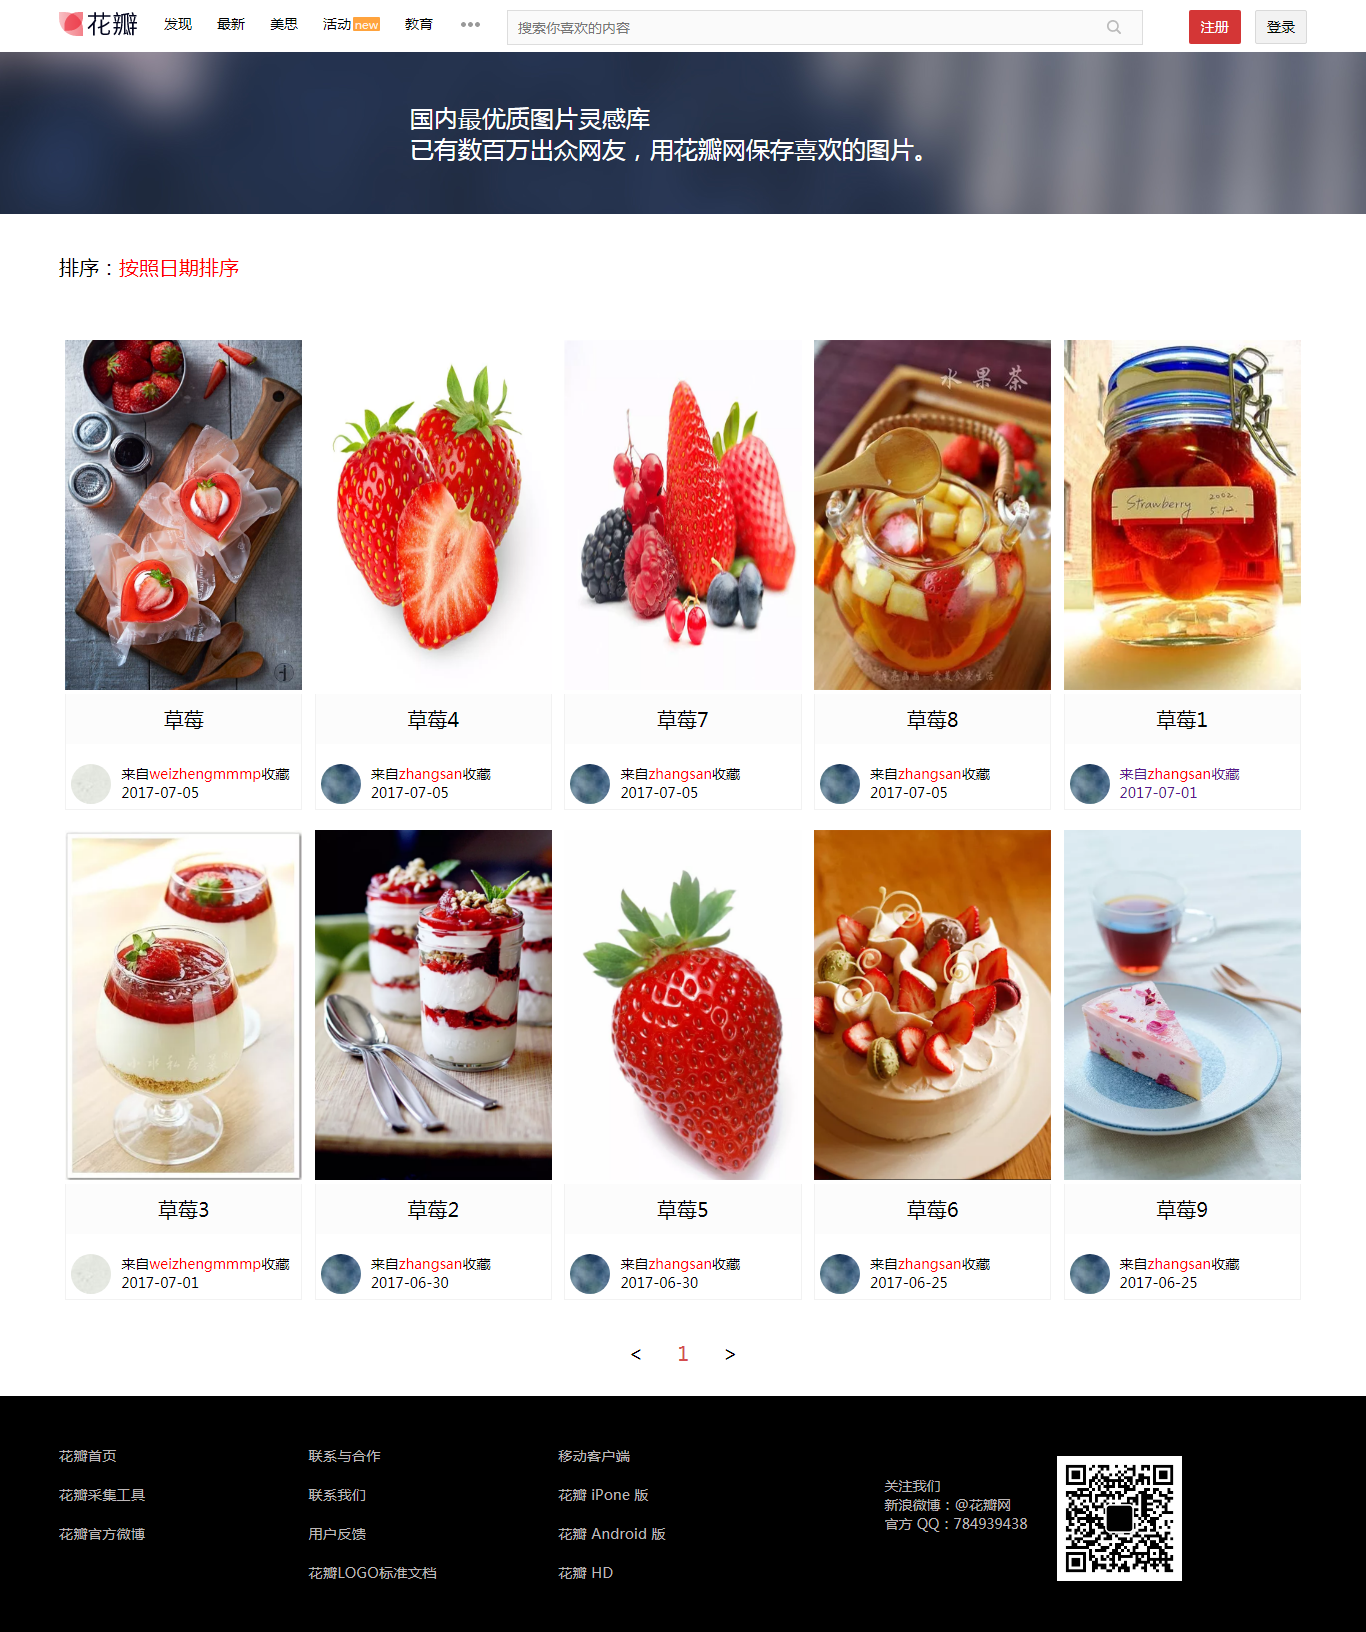 花瓣
发现 最新 美思 活动 new 教育
搜索你喜欢的内容
注册 登录
国内最优质图片灵感库
已有数百万出众网友，用花瓣网保存喜欢的图片。
排序：按照日期排序
水果茶
Strawberry 2002
5.12.
草莓 草莓4 草莓7 草莓8 草莓1
来自weizhengmmmp收藏
2017-07-05
来自zhangsan收藏
2017-07-05
来自zhangsan收藏
2017-07-05
来自zhangsan收藏
2017-07-05
来自zhangsan收藏
2017-07-01
草莓3 草莓2 草莓5 草莓6 草莓9
来自weizhengmmmp收藏
2017-07-01
来自zhangsan收藏
2017-06-30
来自zhangsan收藏
2017-06-30
来自zhangsan收藏
2017-06-25
来自zhangsan收藏
2017-06-25
< 1 >
花瓣首页
花瓣采集工具
花瓣官方微博
联系与合作
联系我们
用户反馈
花瓣LOGO标准文档
移动客户端
花瓣 iPone 版
花瓣 Android 版
花瓣 HD
关注我们
新浪微博：@花瓣网
官方 QQ：784939438